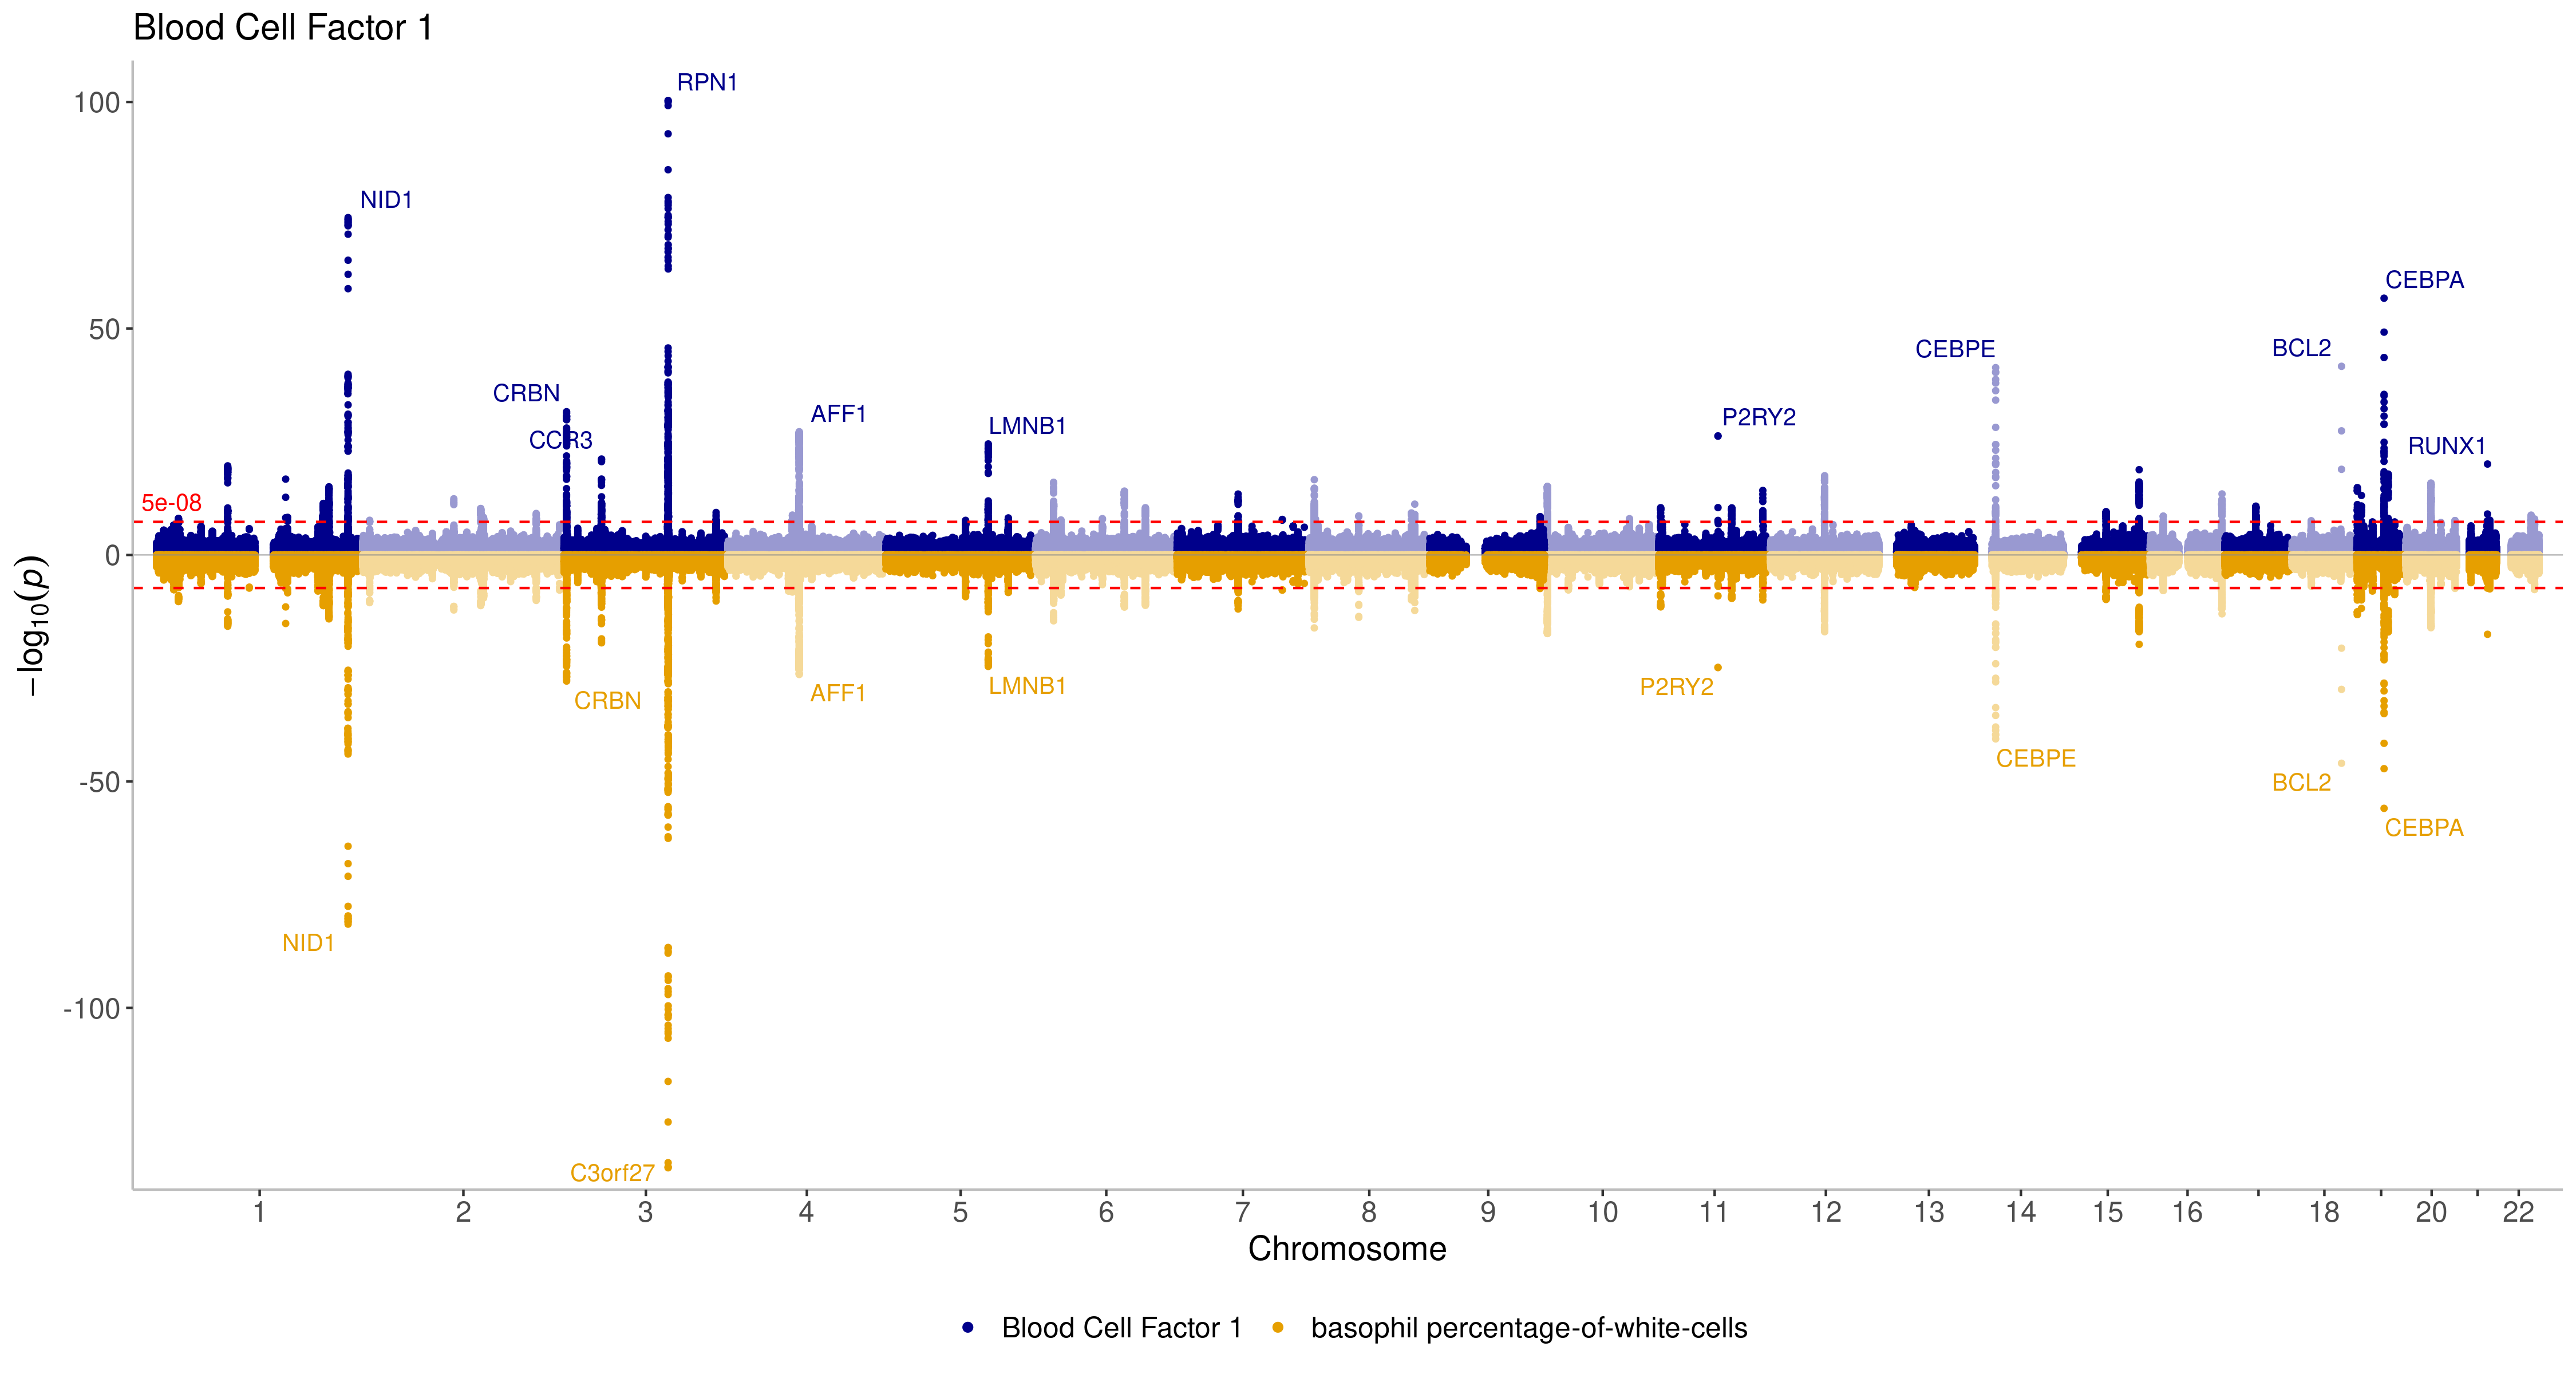 Blood Cell Factor 1
RPN1
100
NID1
CEBPA
50
CEBPE
BCL2
CRBN
AFF1
P2RY2
LMNB1
CCR3
RUNX1
5e-08
0
CRBN
AFF1
LMNB1
P2RY2
CEBPE
-50
BCL2
CEBPA
NID1
-100
C3orf27
−log10(p)
1 2 3 4 5 6 7 8 9 10 11 12 13 14 15 16 18 20 22
Chromosome
Blood Cell Factor 1 basophil percentage-of-white-cells